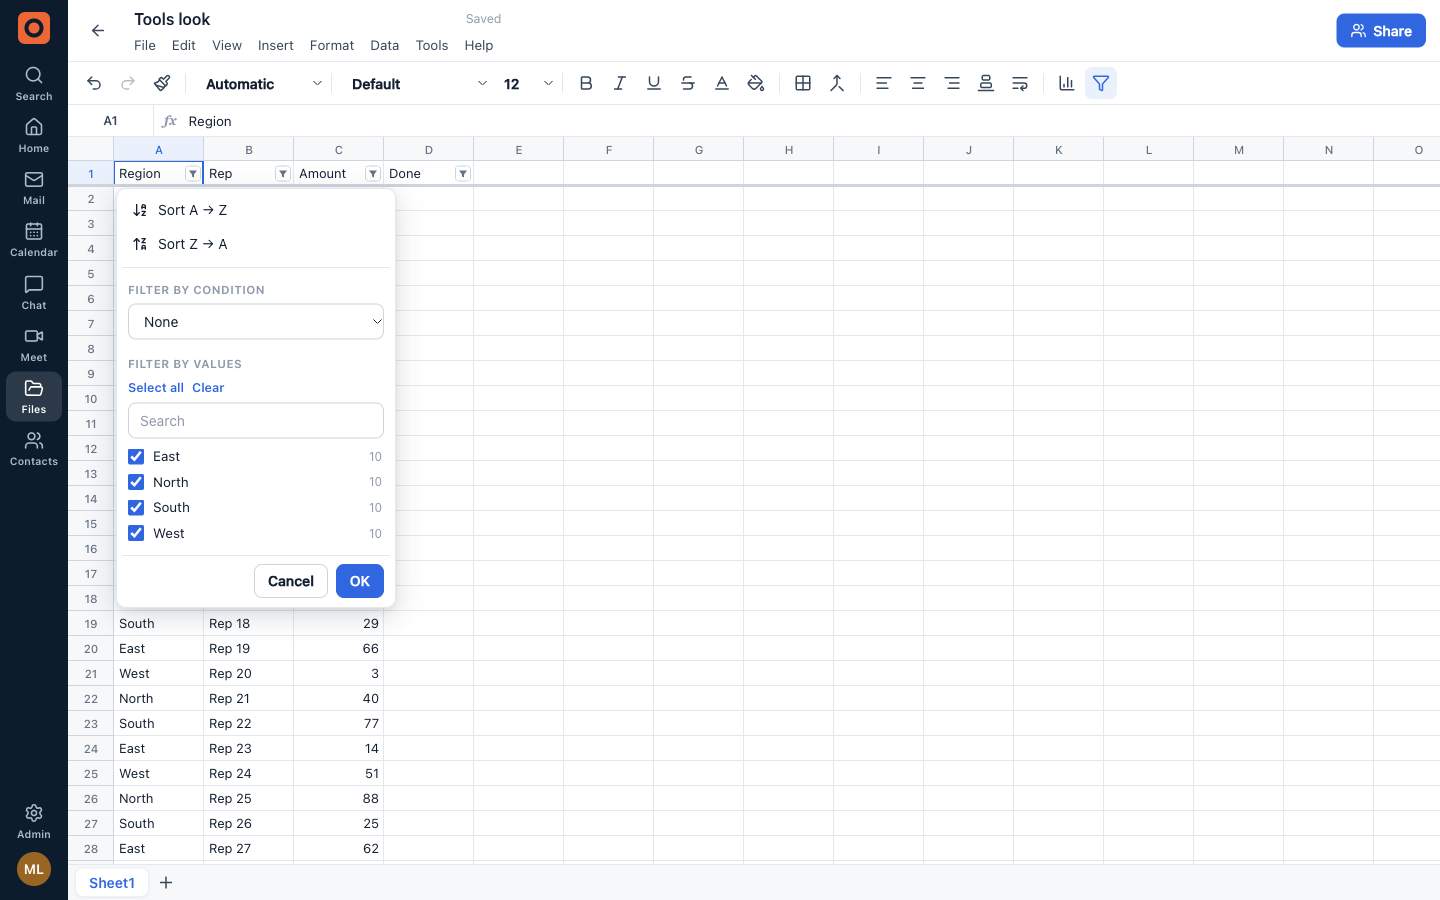 Tools look
Saved
File Edit View Insert Format Data Tools Help
Share
Automatic Default 12
A1 fx Region
A B C D E F G H I J K L M N O
1 Region Rep Amount Done
2
3
4
5
6
7
8
9
10
11
12
13
14
15
16
17
18
Sort A → Z
Sort Z → A
FILTER BY CONDITION
None
FILTER BY VALUES
Select all Clear
Search
East 10
North 10
South 10
West 10
Cancel OK
19 South Rep 18 29
20 East Rep 19 66
21 West Rep 20 3
22 North Rep 21 40
23 South Rep 22 77
24 East Rep 23 14
25 West Rep 24 51
26 North Rep 25 88
27 South Rep 26 25
28 East Rep 27 62
Sheet1
Search
Home
Mail
Calendar
Chat
Meet
Files
Contacts
Admin
ML